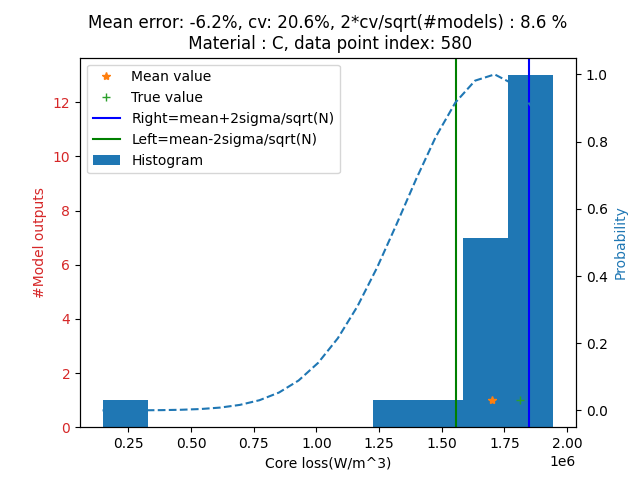 Mean error: -6.2%, cv: 20.6%, 2*cv/sqrt(#models) : 8.6 %
Material : C, data point index: 580
Mean value
True value
Right=mean+2sigma/sqrt(N)
Left=mean-2sigma/sqrt(N)
Histogram
#Model outputs
12
10
8
6
4
2
0
Probability
1.0
0.8
0.6
0.4
0.2
0.0
0.25 0.50 0.75 1.00 1.25 1.50 1.75 2.00
1e6
Core loss(W/m^3)